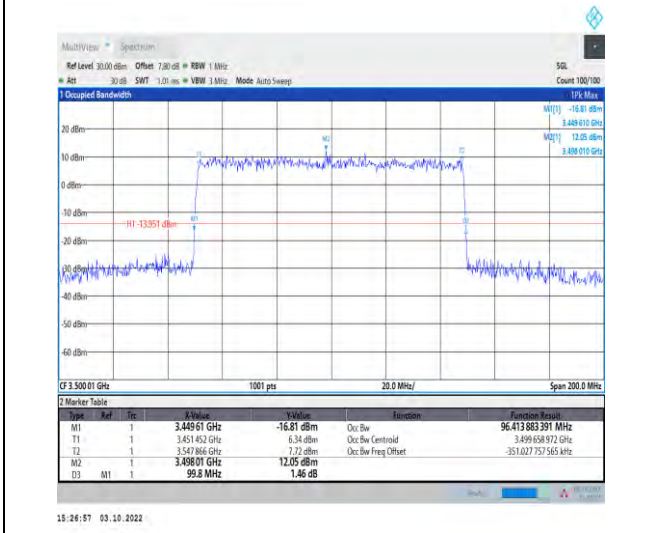 MultiView Spectrum
Ref Level 30.00 dBm Offset 7.80 dB RBW 1 MHz SGL
Att 30 dB SWT 1.01 ms VBW 3 MHz Mode Auto Sweep Count 100/100
1 Occupied Bandwidth 1Pk Max
M1[1] -16.81 dBm
3.449 610 GHz
20 dBm
M2[1] 12.05 dBm
3.498 010 GHz
M2
T1 T2
10 dBm
0 dBm
-10 dBm
H1 -13.951 dBm
M1 D3
-20 dBm
-30 dBm
-40 dBm
-50 dBm
-60 dBm
CF 3.500 01 GHz 1001 pts 20.0 MHz/ Span 200.0 MHz
2 Marker Table
Type Ref Trc X-Value Y-Value Function Function Result
M1 1 3.449 61 GHz -16.81 dBm Occ Bw 96.413 883 391 MHz
T1 1 3.451 452 GHz 6.34 dBm Occ Bw Centroid 3.499 658 972 GHz
T2 1 3.547 866 GHz 7.72 dBm Occ Bw Freq Offset -351.027 757 565 kHz
M2 1 3.498 01 GHz 12.05 dBm
D3 M1 1 99.8 MHz 1.46 dB
15:26:57 03.10.2022